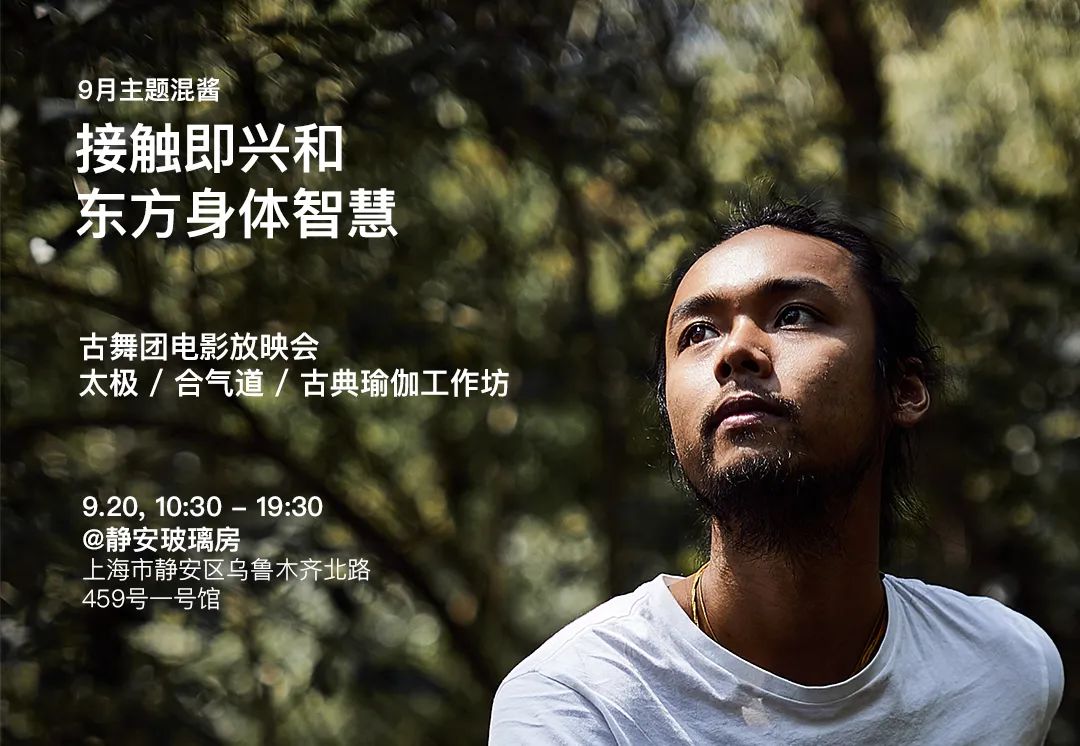 9月主题混酱
接触即兴和
东方身体智慧
古舞团电影放映会
太极 / 合气道 / 古典瑜伽工作坊
9.20, 10:30 – 19:30
@静安玻璃房
上海市静安区乌鲁木齐北路
459号一号馆